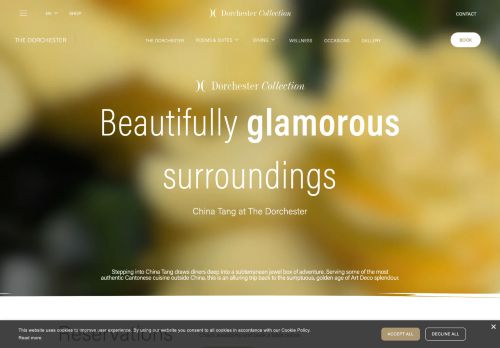 EN
SHOP
Dorchester Collection
CONTACT
THE DORCHESTER
THE DORCHESTER
ROOMS & SUITES
DINING
WELLNESS
OCCASIONS
GALLERY
BOOK
Dorchester Collection
Beautifully glamorous
surroundings
China Tang at The Dorchester
Stepping into China Tang draws diners deep into a subterranean jewel box of adventure. Serving some of the most
authentic Cantonese cuisine outside China, this is an alluring trip back to the sumptuous, golden age of Art Deco splendour.
Reservations
This website uses cookies to improve user experience. By using our website you consent to all cookies in accordance with our Cookie Policy.
Read more
ACCEPT ALL
DECLINE ALL